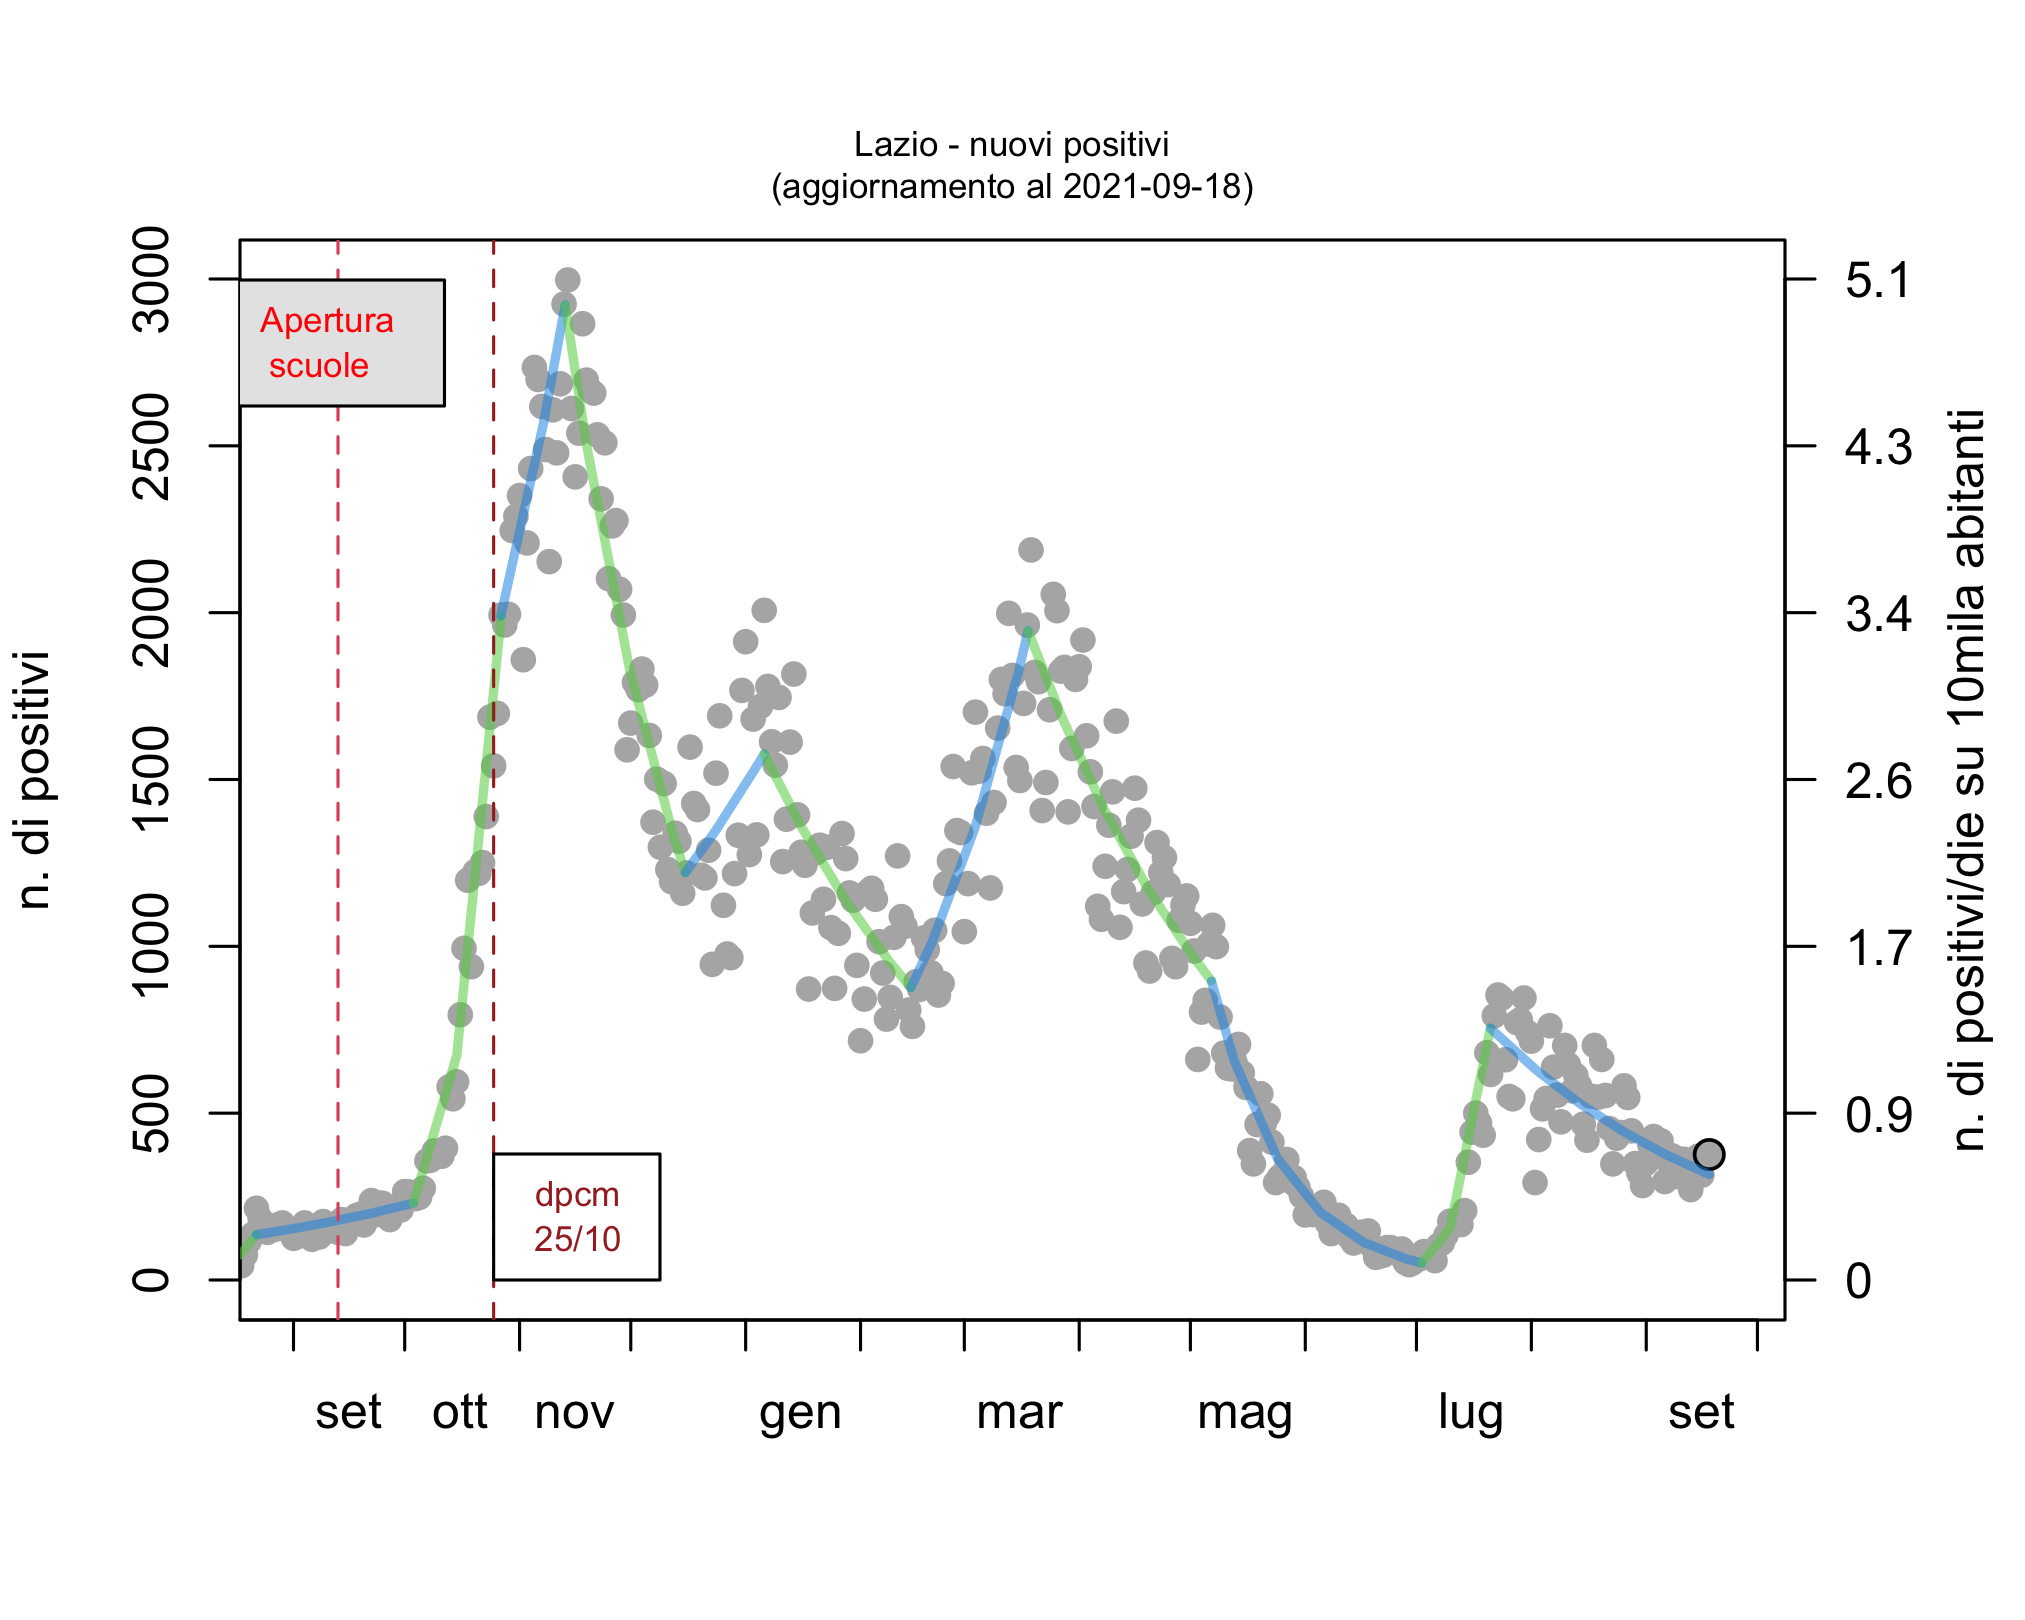 Lazio - nuovi positivi
(aggiornamento al 2021-09-18)
n. di positivi
3000
2500
2000
1500
1000
500
0
Apertura
scuole
dpcm
25/10
5.1
4.3
3.4
2.6
1.7
0.9
0
n. di positivi/die su 10mila abitanti
set ott nov gen mar mag lug set